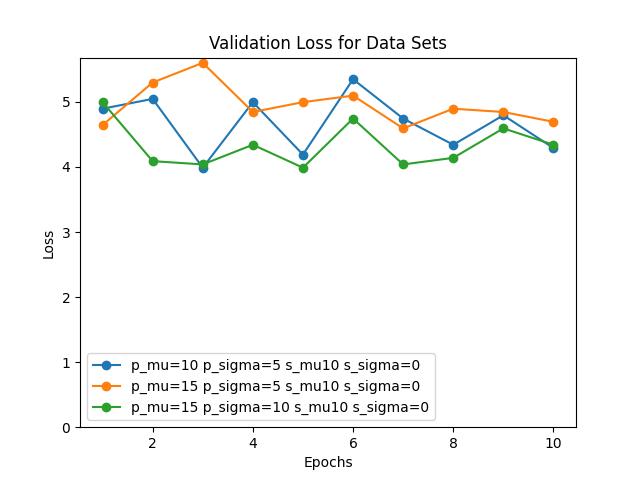 Validation Loss for Data Sets
Loss
5
4
3
2
1
0
p_mu=10 p_sigma=5 s_mu10 s_sigma=0
p_mu=15 p_sigma=5 s_mu10 s_sigma=0
p_mu=15 p_sigma=10 s_mu10 s_sigma=0
2 4 6 8 10
Epochs